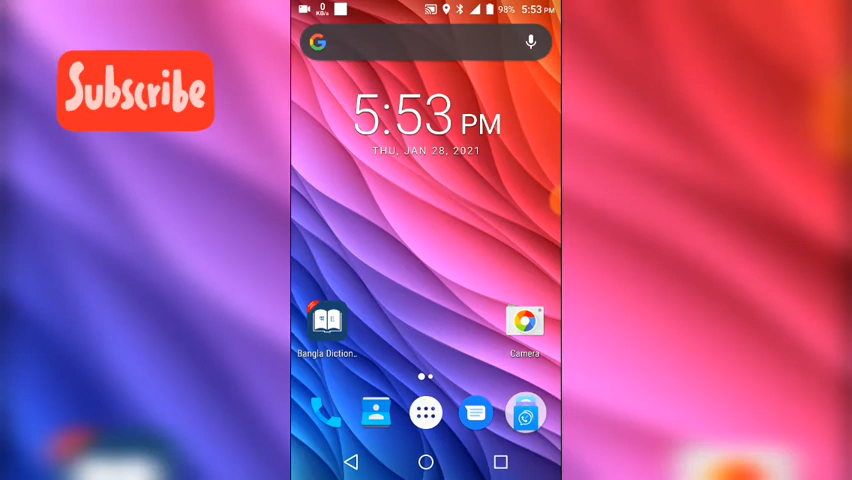 0
KB/s
98% 5:53 PM
Subscribe
5:53 PM
THU, JAN 28, 2021
Bangla Diction..
Camera